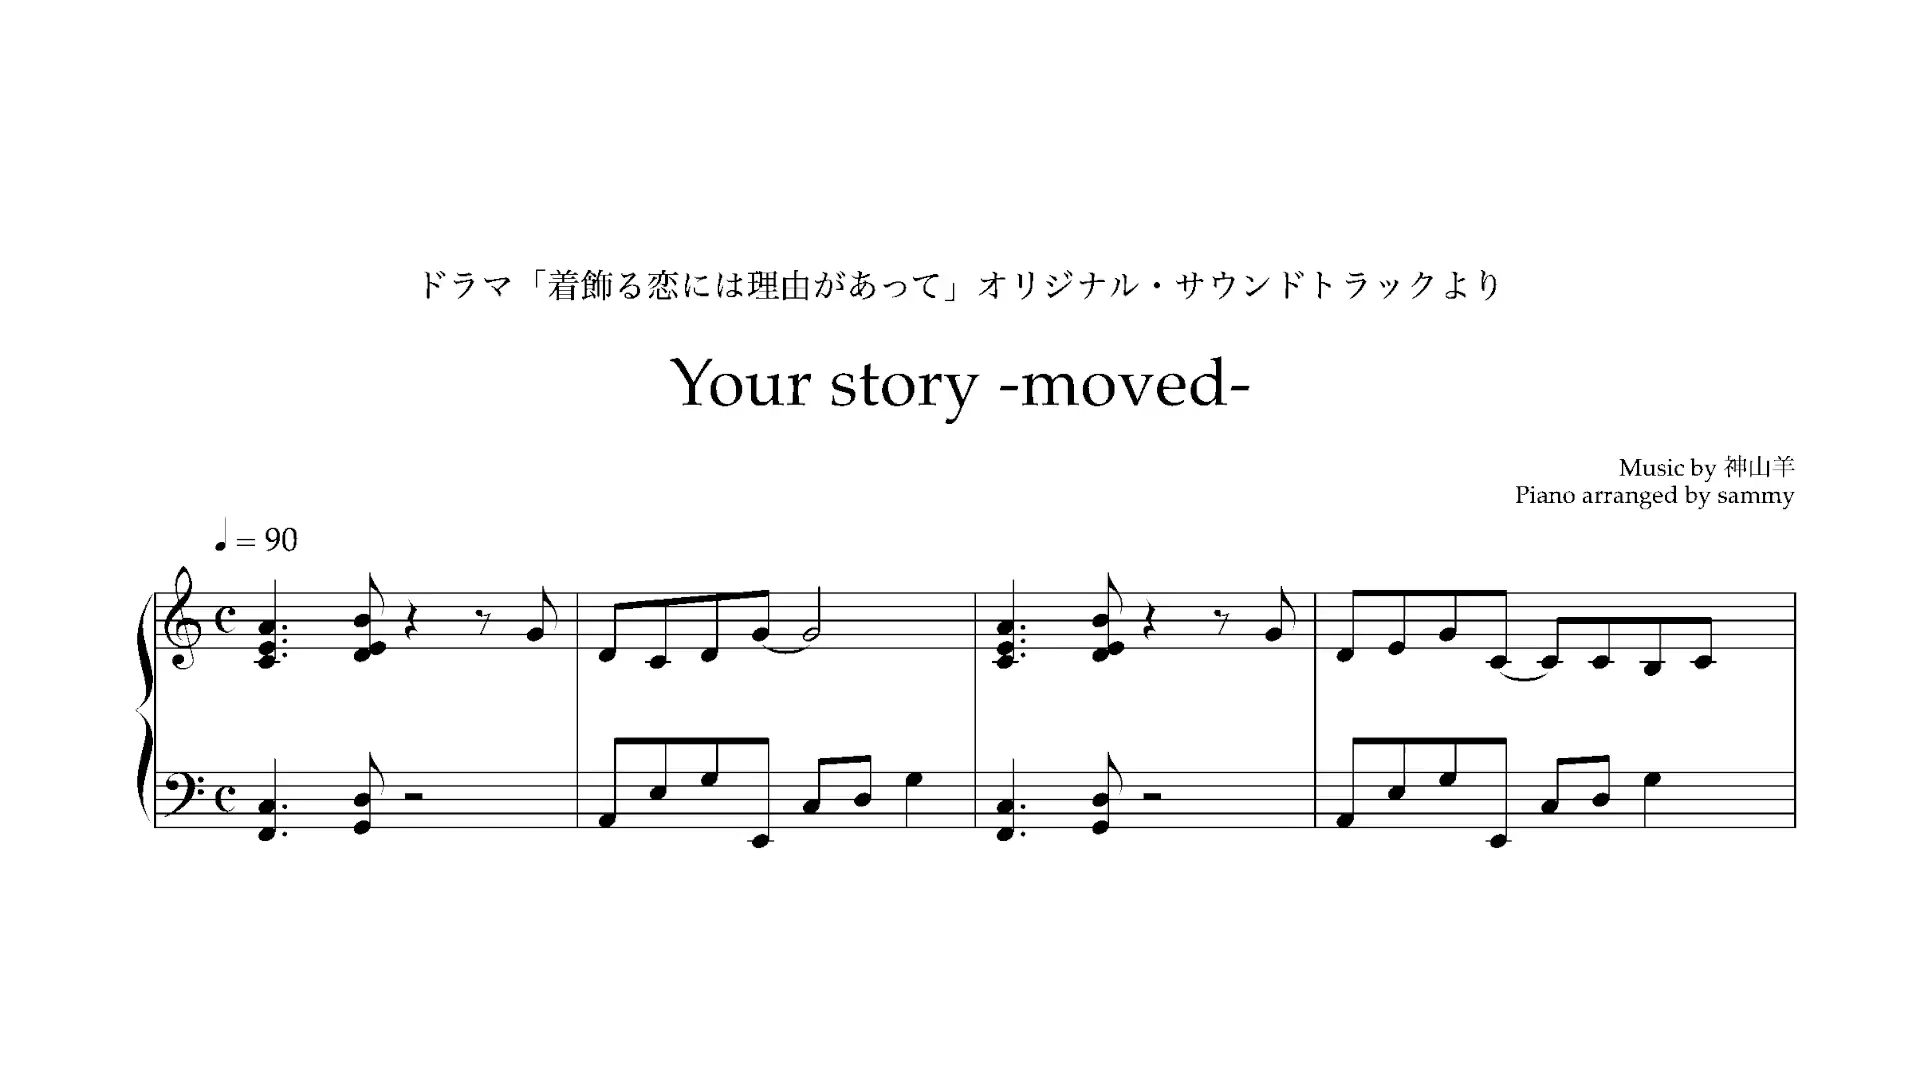 ドラマ「着飾る恋には理由があって」オリジナル・サウンドトラックより
Your story -moved-
Music by 神山羊
Piano arranged by sammy
♩ = 90